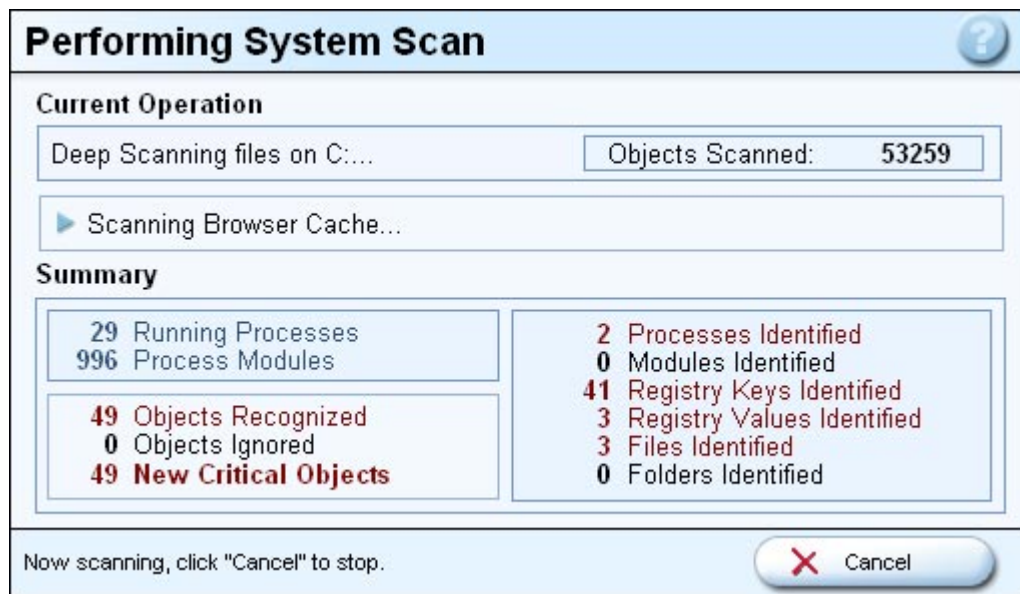 Performing System Scan
?
Current Operation
Deep Scanning files on C:...
Objects Scanned: 53259
Scanning Browser Cache...
Summary
29 Running Processes
996 Process Modules
49 Objects Recognized
0 Objects Ignored
49 New Critical Objects
2 Processes Identified
0 Modules Identified
41 Registry Keys Identified
3 Registry Values Identified
3 Files Identified
0 Folders Identified
Now scanning, click "Cancel" to stop.
Cancel